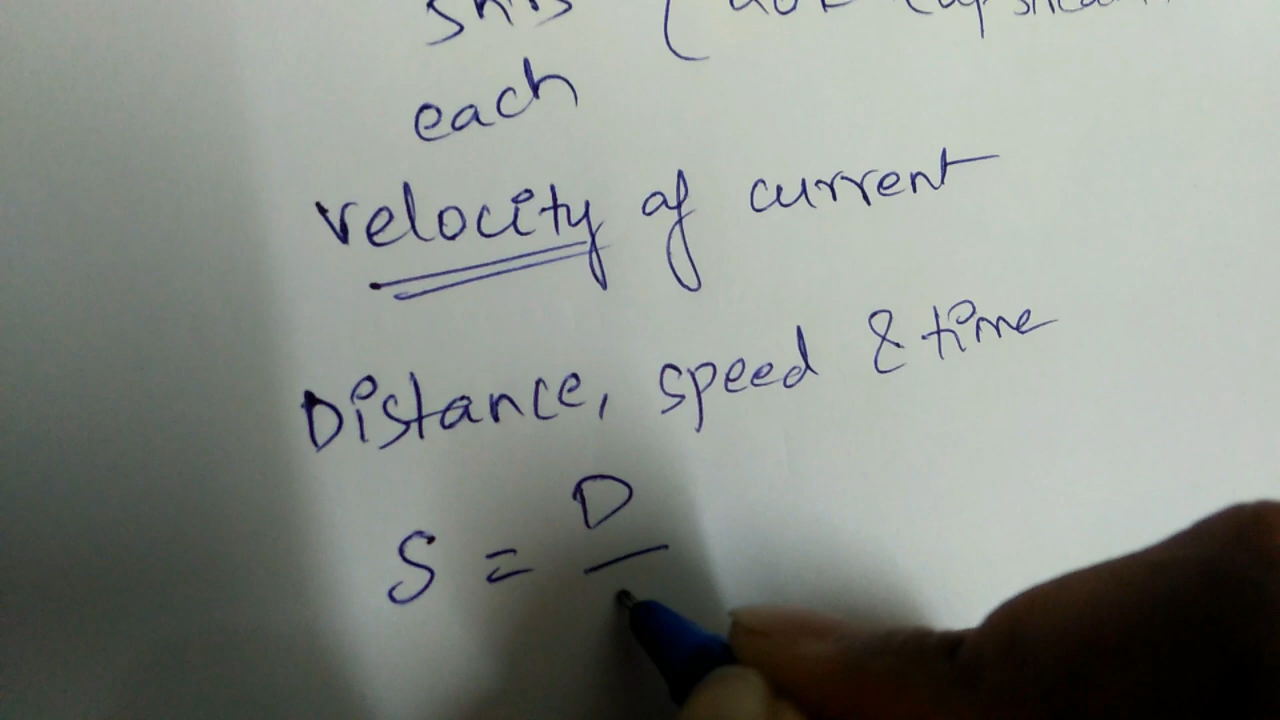 each
velocity of current
Distance, speed & time
S = D